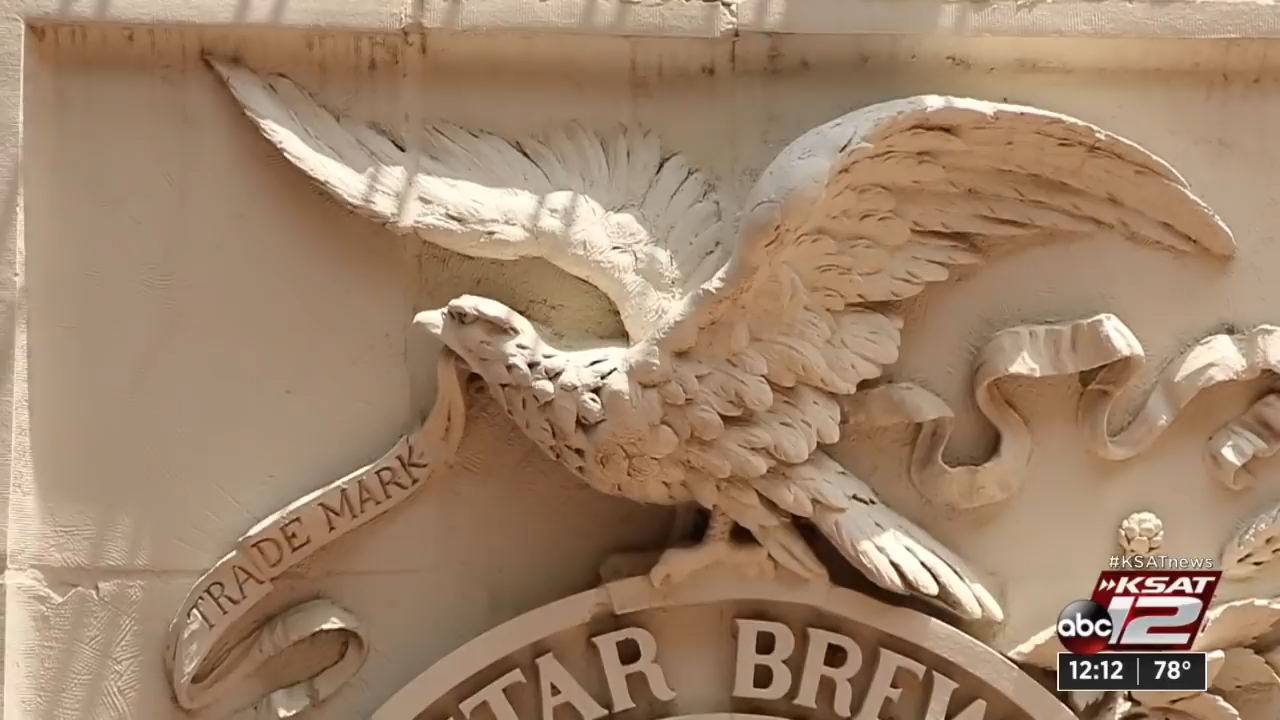 TRADE MARK
TAR BREW
#KSATnews
KSAT
abc 12
12:12 78°